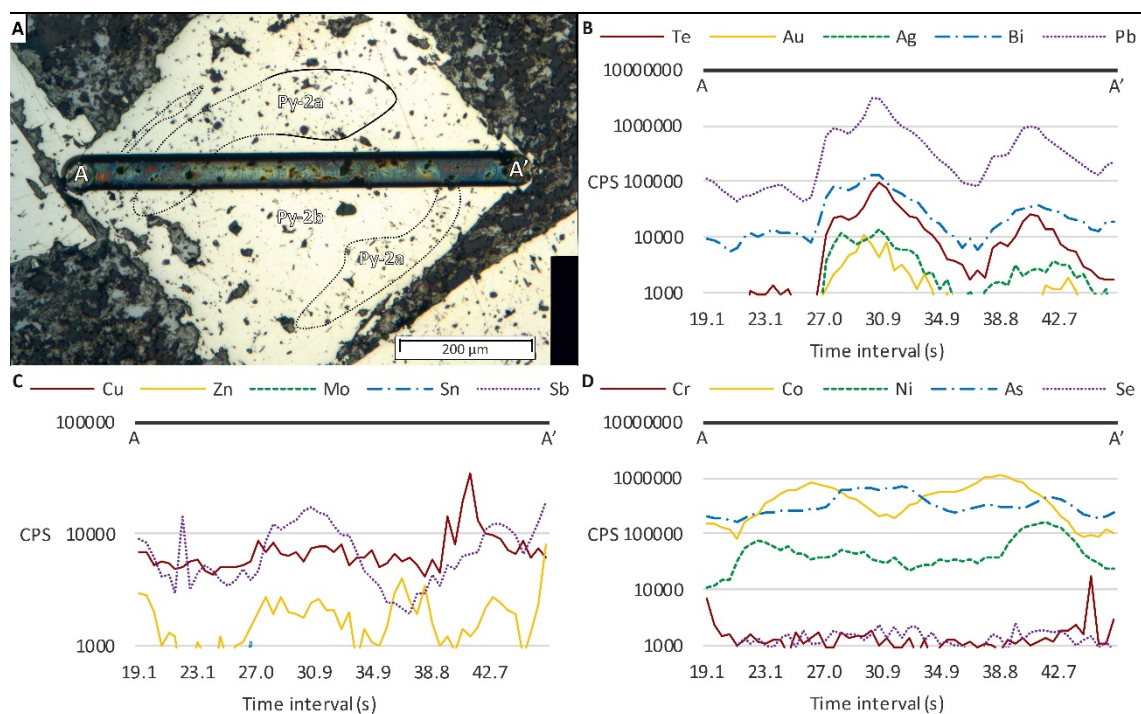 A
Py-2a
A
A'
Py-2b
Py-2a
200 µm
B
Te Au Ag Bi Pb
10000000
A A'
1000000
CPS 100000
10000
1000
19.1 23.1 27.0 30.9 34.9 38.8 42.7
Time interval (s)
C
Cu Zn Mo Sn Sb
100000
A A'
CPS 10000
1000
19.1 23.1 27.0 30.9 34.9 38.8 42.7
Time interval (s)
D
Cr Co Ni As Se
10000000
A A'
1000000
CPS 100000
10000
1000
19.1 23.1 27.0 30.9 34.9 38.8 42.7
Time interval (s)